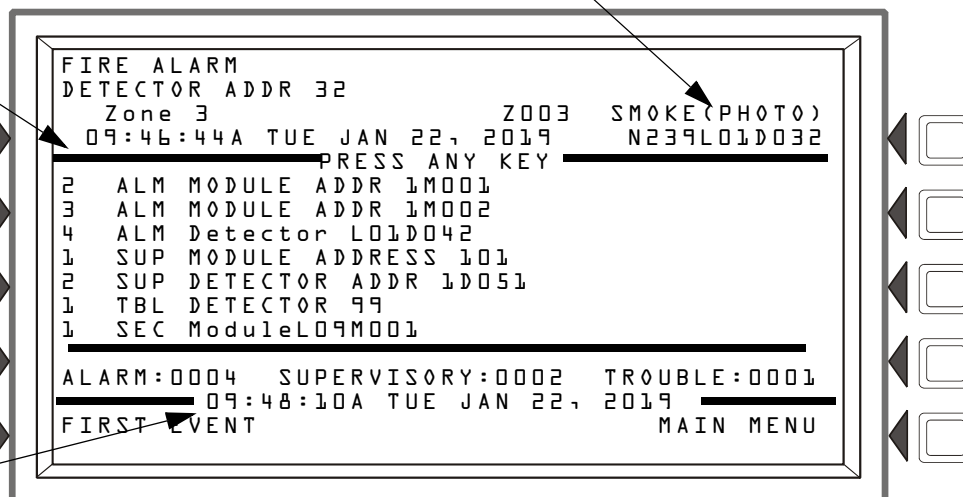 FIRE ALARM
DETECTOR ADDR 32
Zone 3 Z003 SMOKE(PHOTO)
09:46:44A TUE JAN 22, 2019 N239L01D032
PRESS ANY KEY
2 ALM MODULE ADDR 1M001
3 ALM MODULE ADDR 1M002
4 ALM Detector L01D042
1 SUP MODULE ADDRESS 101
2 SUP DETECTOR ADDR 1D051
1 TBL DETECTOR 99
1 SEC ModuleL09M001
ALARM:0004 SUPERVISORY:0002 TROUBLE:0001
09:48:10A TUE JAN 22, 2019
FIRST EVENT MAIN MENU